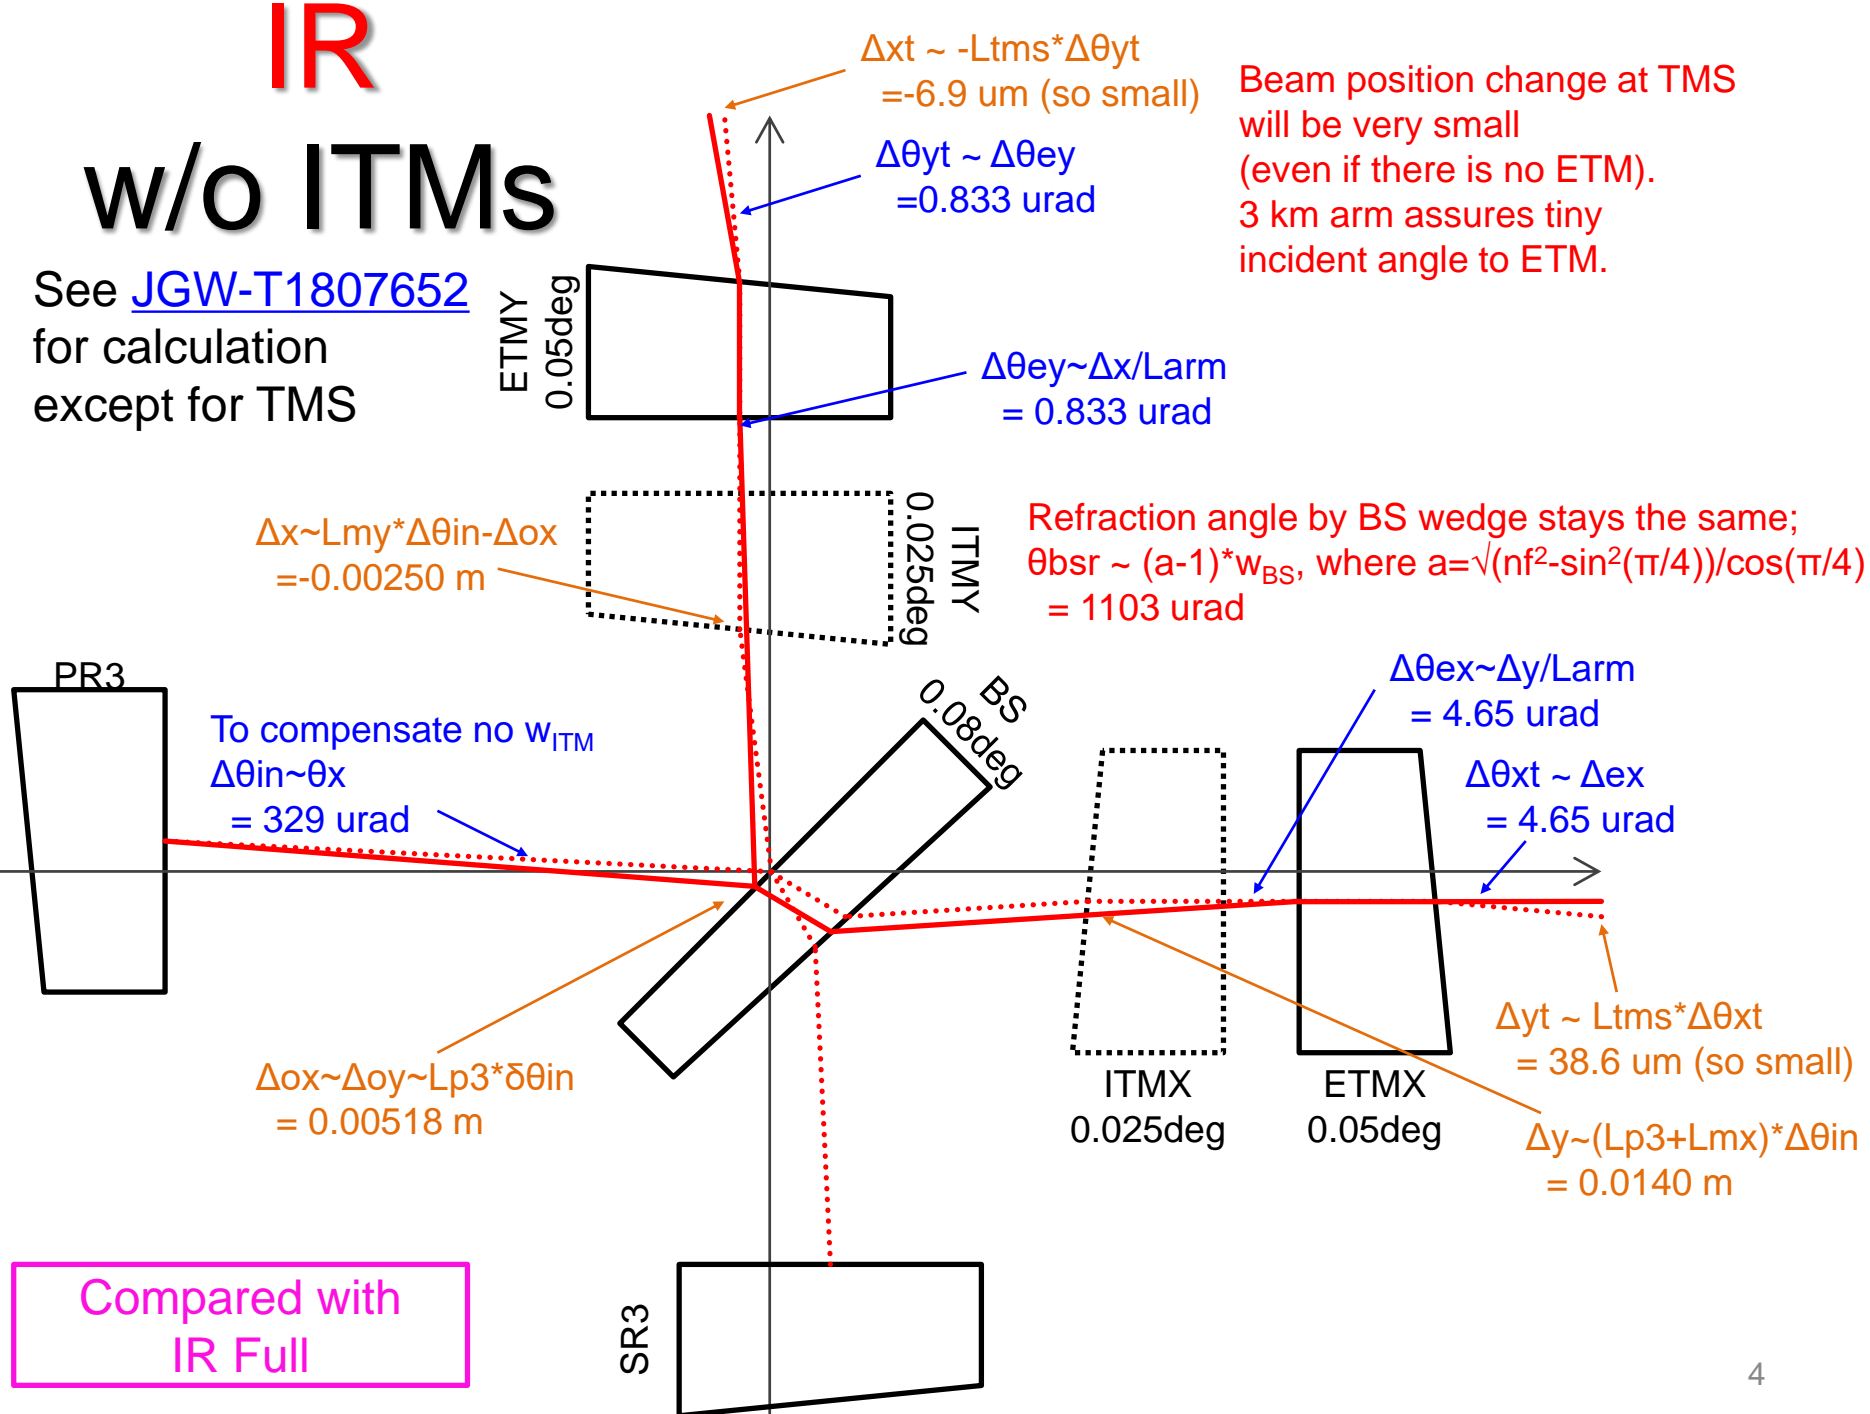 IR
w/o ITMs
See JGW-T1807652
for calculation
except for TMS
Δxt ~ -Ltms*Δθyt
=-6.9 um (so small)
Δθyt ~ Δθey
=0.833 urad
Beam position change at TMS
will be very small
(even if there is no ETM).
3 km arm assures tiny
incident angle to ETM.
ETMY
0.05deg
Δθey~Δx/Larm
= 0.833 urad
Δx~Lmy*Δθin-Δox
=-0.00250 m
ITMY
0.025deg
Refraction angle by BS wedge stays the same;
θbsr ~ (a-1)*wBS, where a=√(nf²-sin²(π/4))/cos(π/4)
= 1103 urad
PR3
To compensate no wITM
Δθin~θx
= 329 urad
BS
0.08deg
Δθex~Δy/Larm
= 4.65 urad
Δθxt ~ Δex
= 4.65 urad
Δox~Δoy~Lp3*δθin
= 0.00518 m
ITMX
0.025deg
ETMX
0.05deg
Δyt ~ Ltms*Δθxt
= 38.6 um (so small)
Δy~(Lp3+Lmx)*Δθin
= 0.0140 m
Compared with
IR Full
SR3
4